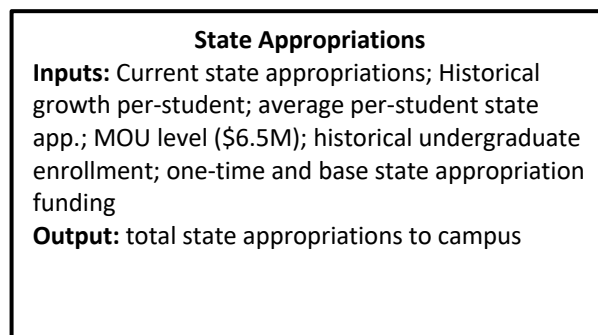 State Appropriations
Inputs: Current state appropriations; Historical
growth per-student; average per-student state
app.; MOU level ($6.5M); historical undergraduate
enrollment; one-time and base state appropriation
funding
Output: total state appropriations to campus